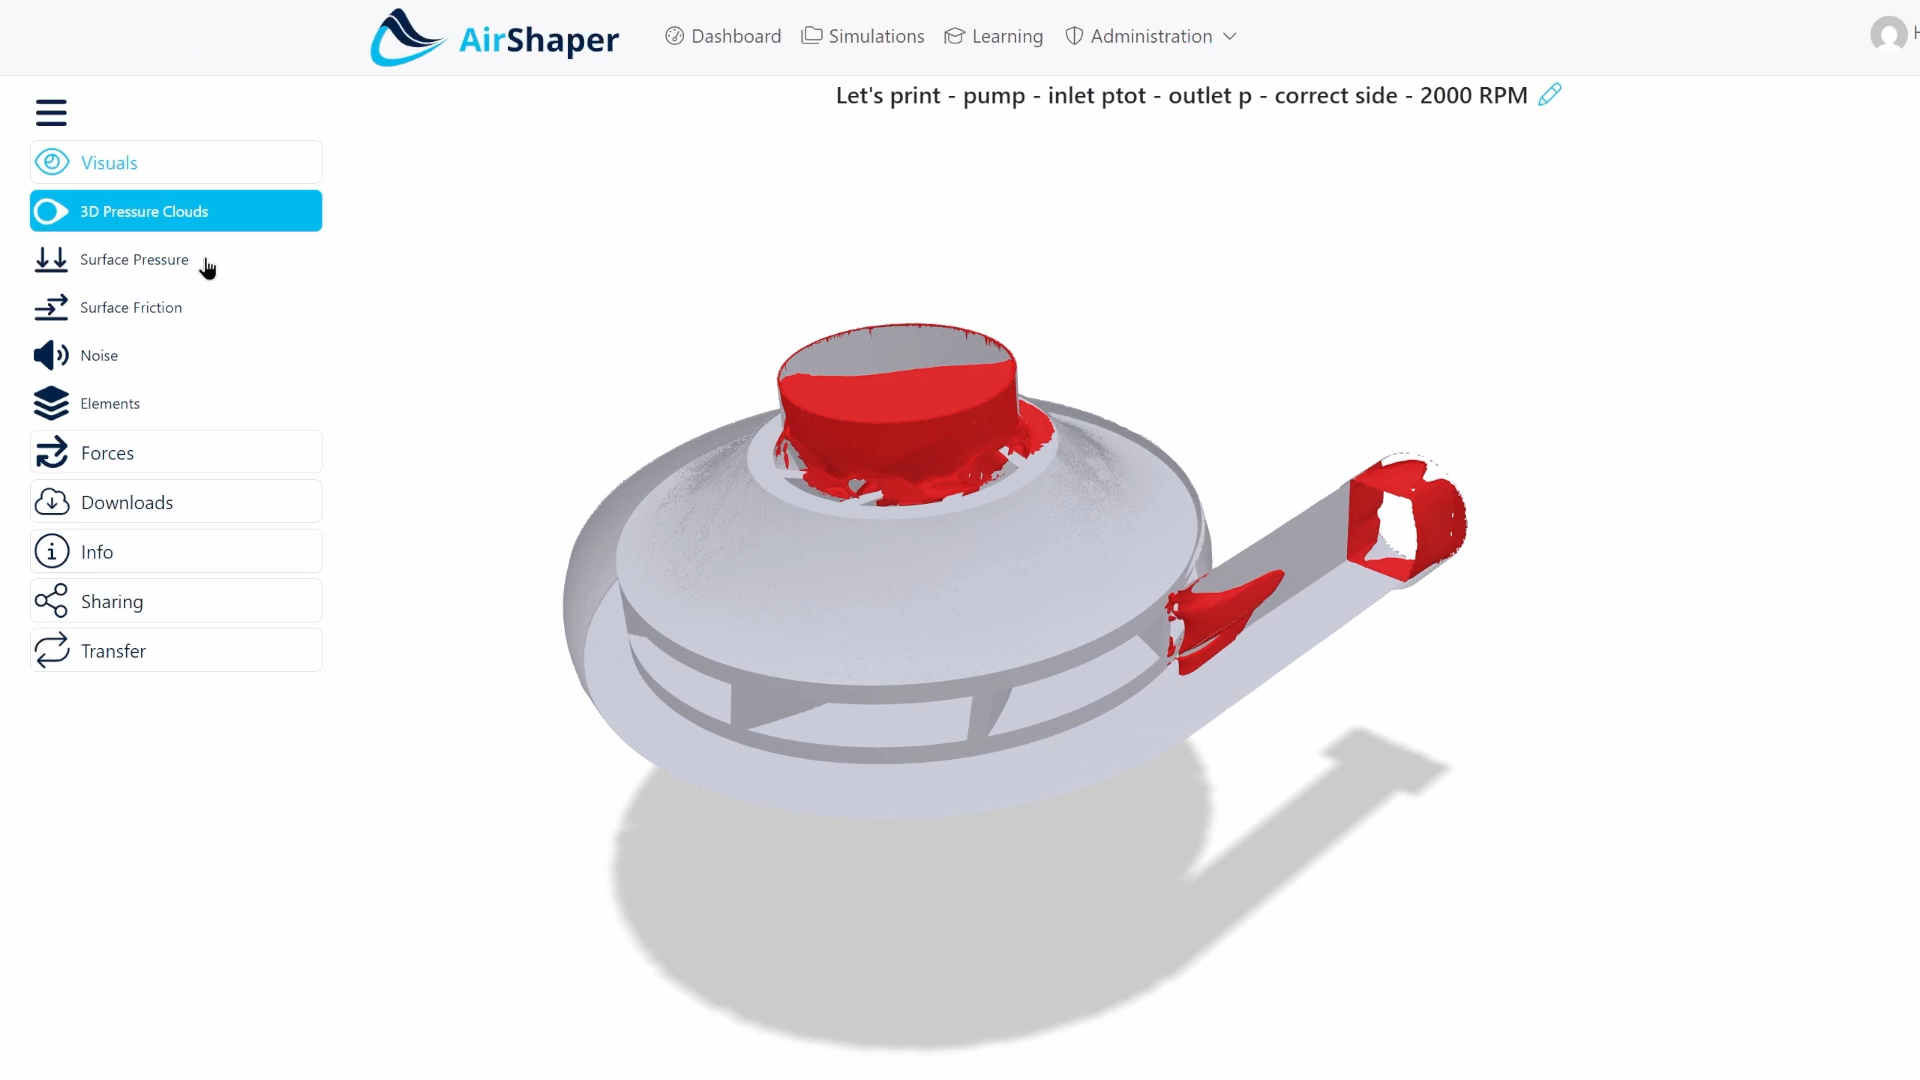 AirShaper
Dashboard
Simulations
Learning
Administration
H
Let's print - pump - inlet ptot - outlet p - correct side - 2000 RPM
Visuals
3D Pressure Clouds
Surface Pressure
Surface Friction
Noise
Elements
Forces
Downloads
Info
Sharing
Transfer